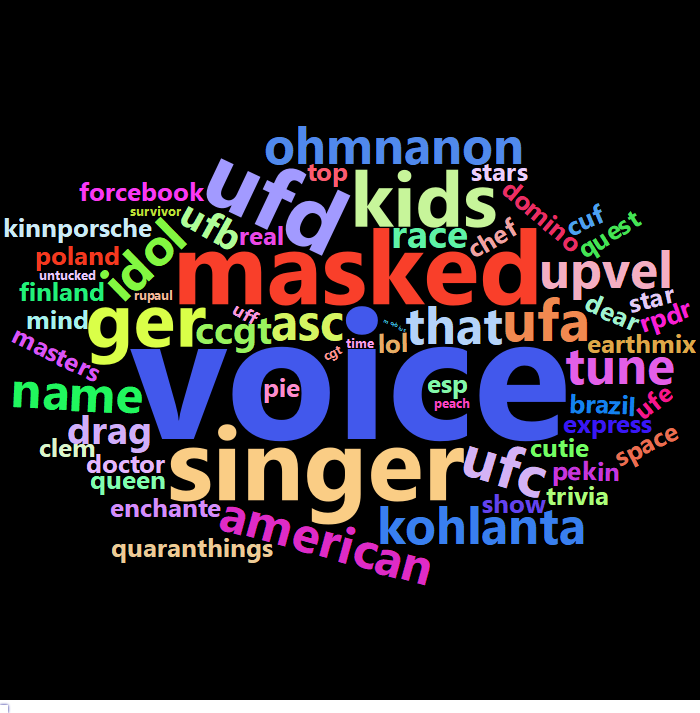 ohmnanon
top
stars
forcebook
ufd
kids
domino
survivor
kinnporsche
ufb
real
race
chef
cuf
quest
poland
idol
masked
upvel
untucked
finland
rupaul
star
mind
ger
uff
ccgt
asc
that
ufa
dear
rpdr
masters
cgt
time
lol
earthmix
voice
tune
name
pie
esp
peach
brazil
ufe
drag
express
clem
singer
ufc
cutie
space
doctor
queen
pekin
enchante
american
show
trivia
kohlanta
quaranthings